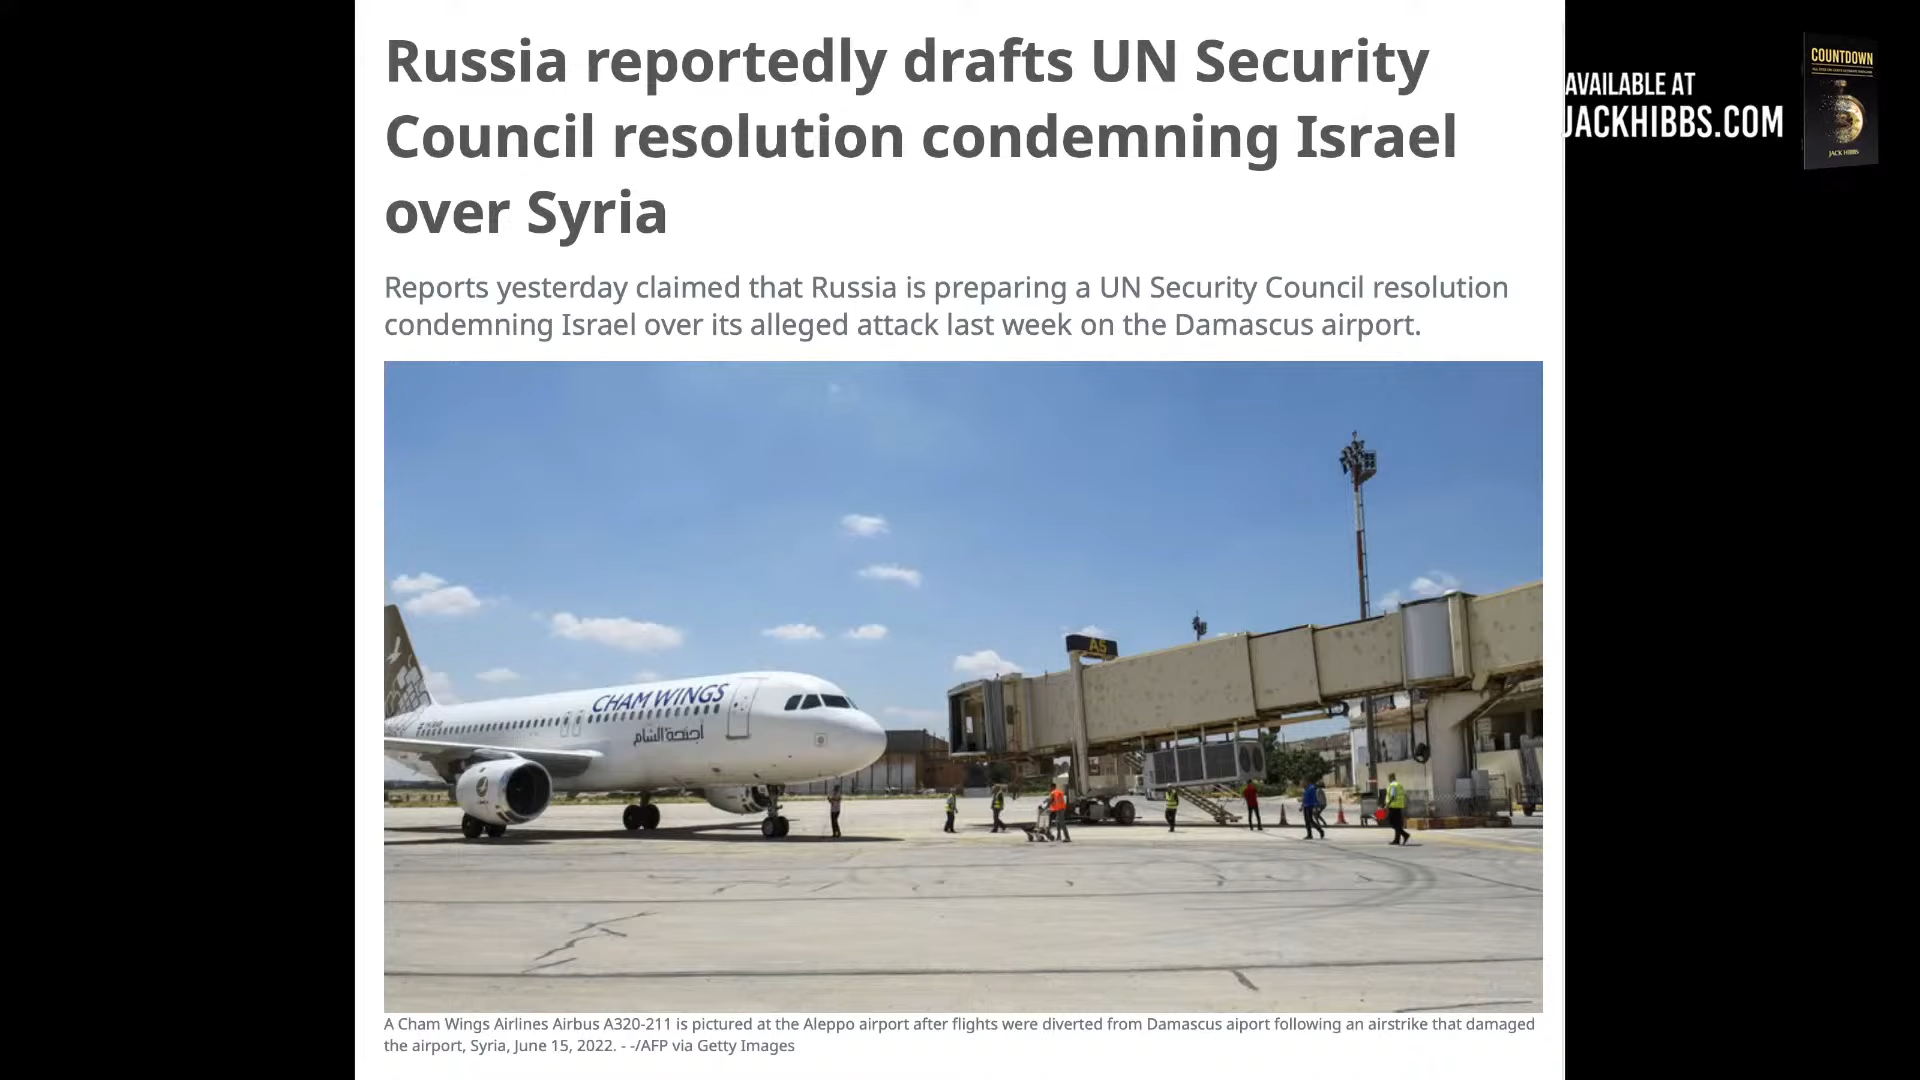 Russia reportedly drafts UN Security
Council resolution condemning Israel
over Syria
Reports yesterday claimed that Russia is preparing a UN Security Council resolution
condemning Israel over its alleged attack last week on the Damascus airport.
AVAILABLE AT
JACKHIBBS.COM
COUNTDOWN
JACK HIBBS
A5
CHAM WINGS
أجنحة الشام
A Cham Wings Airlines Airbus A320-211 is pictured at the Aleppo airport after flights were diverted from Damascus aiport following an airstrike that damaged
the airport, Syria, June 15, 2022. - -/AFP via Getty Images